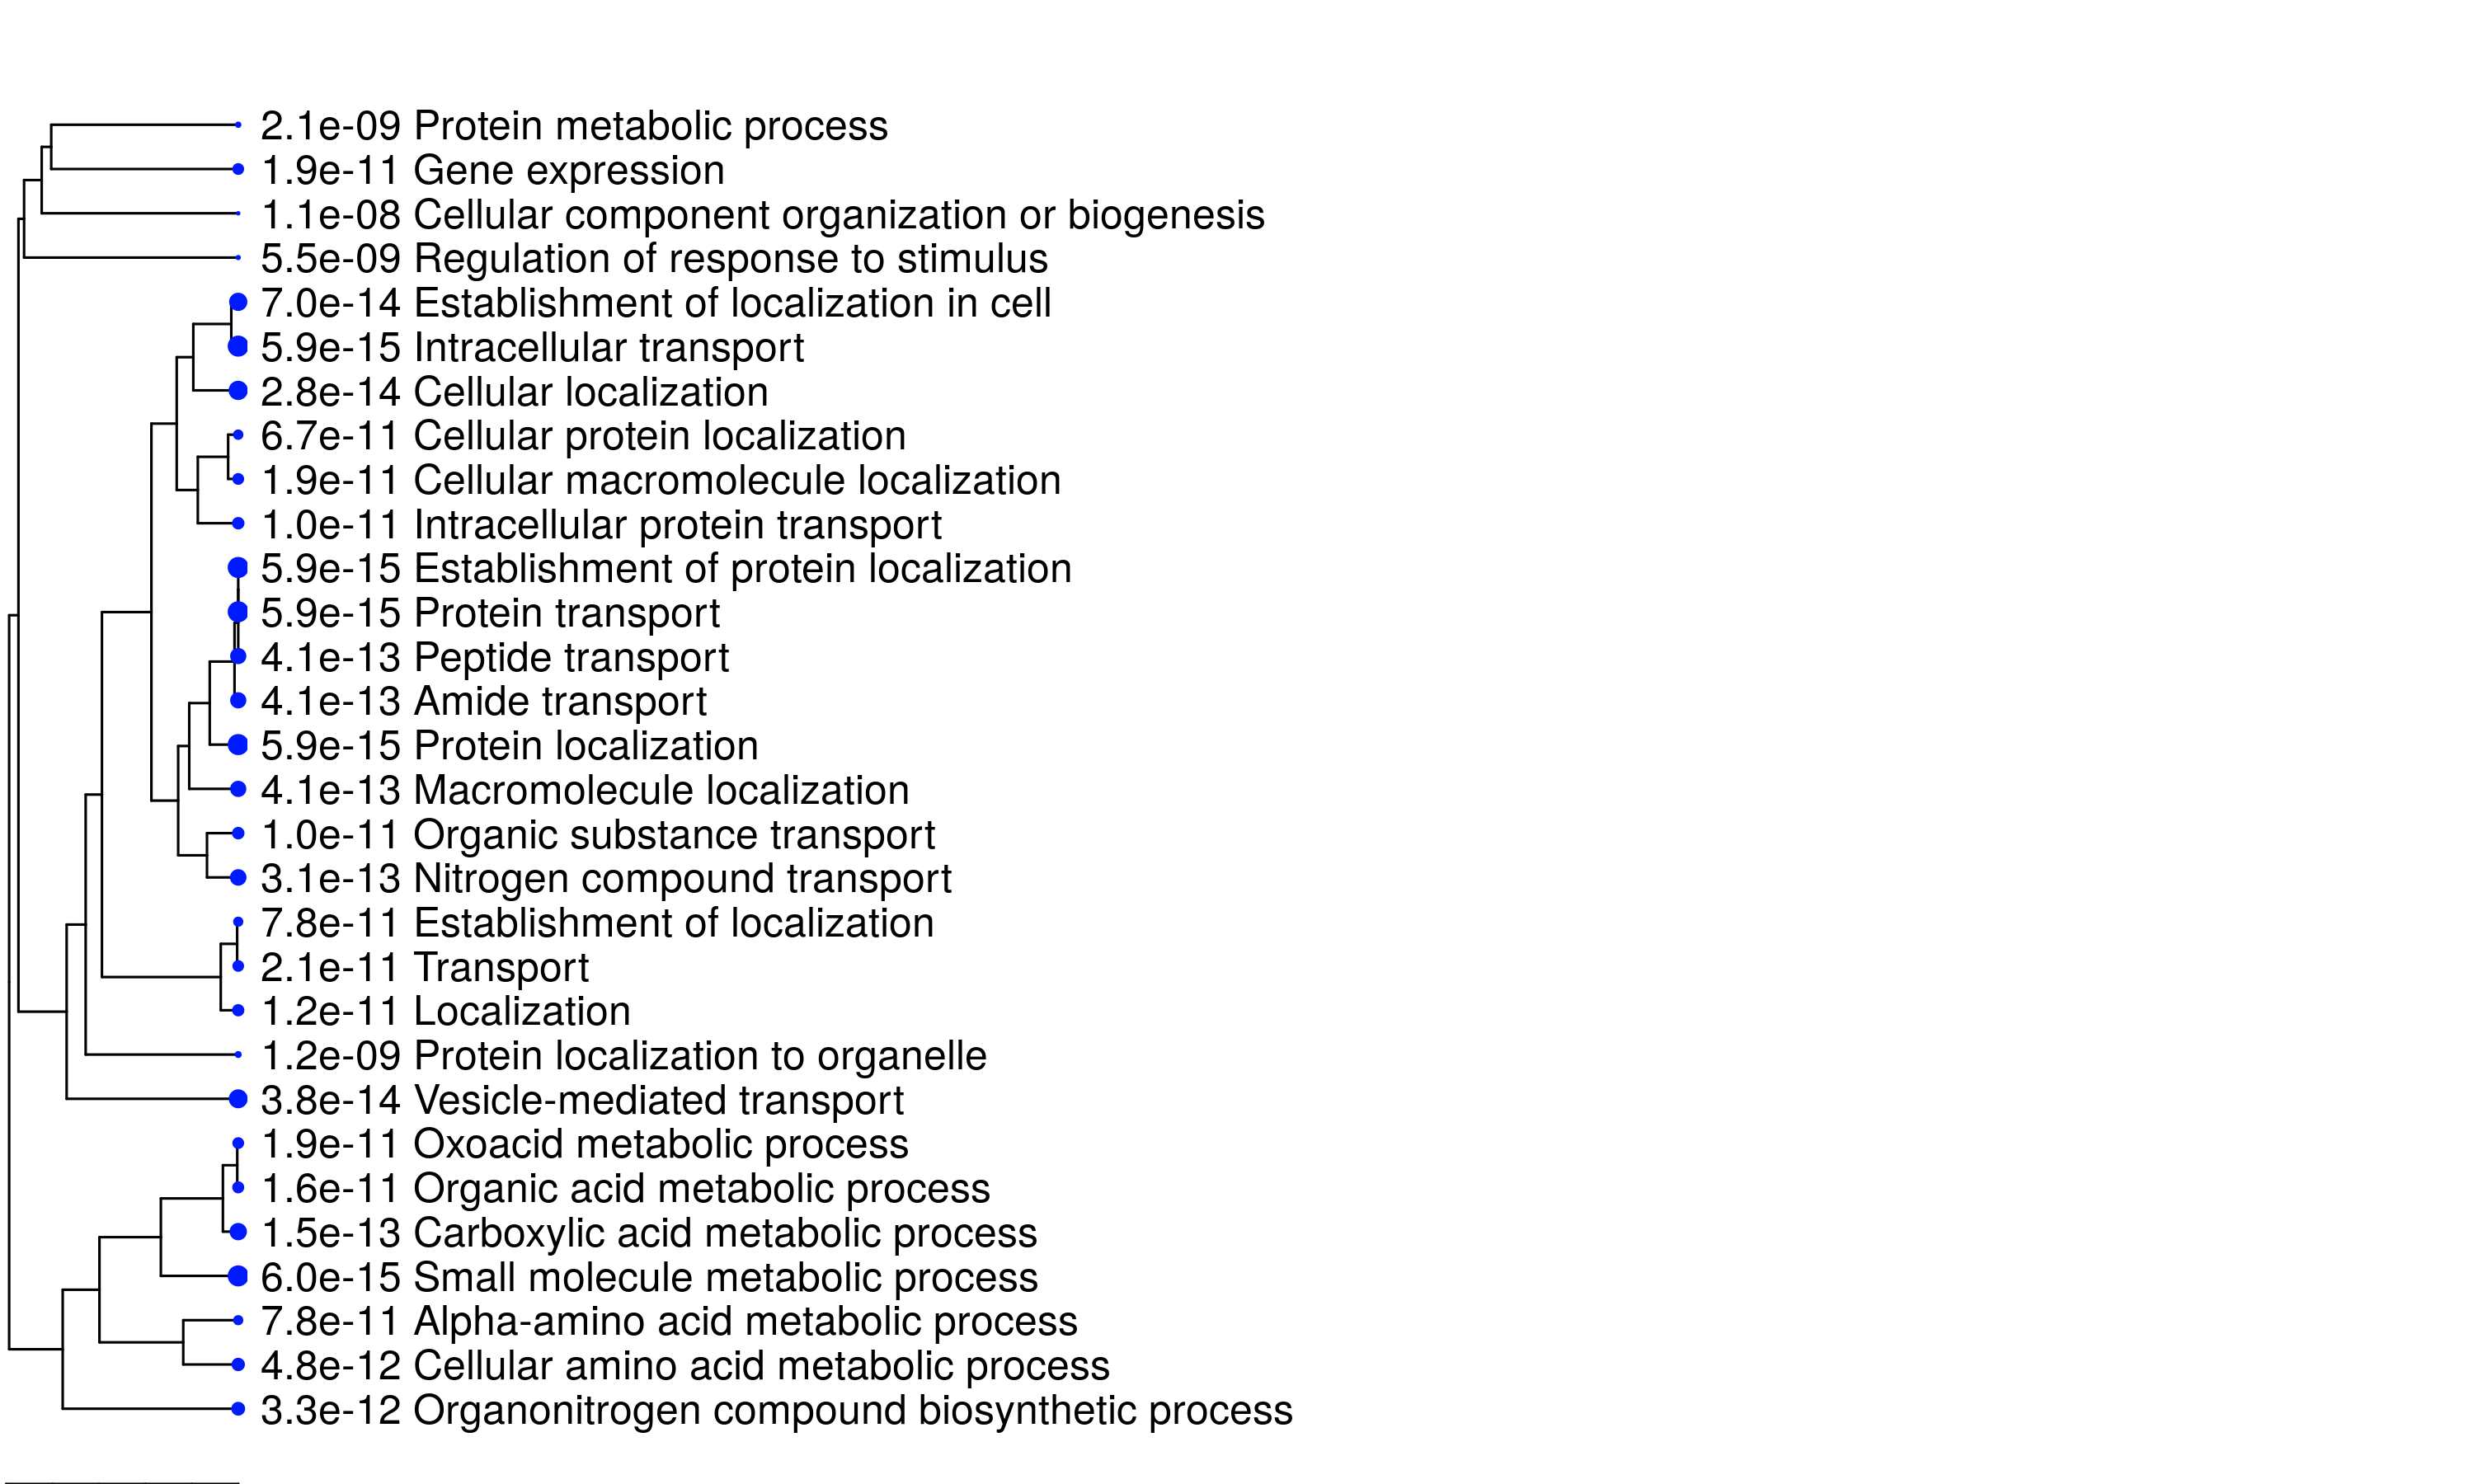 2.1e-09 Protein metabolic process
1.9e-11 Gene expression
1.1e-08 Cellular component organization or biogenesis
5.5e-09 Regulation of response to stimulus
7.0e-14 Establishment of localization in cell
5.9e-15 Intracellular transport
2.8e-14 Cellular localization
6.7e-11 Cellular protein localization
1.9e-11 Cellular macromolecule localization
1.0e-11 Intracellular protein transport
5.9e-15 Establishment of protein localization
5.9e-15 Protein transport
4.1e-13 Peptide transport
4.1e-13 Amide transport
5.9e-15 Protein localization
4.1e-13 Macromolecule localization
1.0e-11 Organic substance transport
3.1e-13 Nitrogen compound transport
7.8e-11 Establishment of localization
2.1e-11 Transport
1.2e-11 Localization
1.2e-09 Protein localization to organelle
3.8e-14 Vesicle-mediated transport
1.9e-11 Oxoacid metabolic process
1.6e-11 Organic acid metabolic process
1.5e-13 Carboxylic acid metabolic process
6.0e-15 Small molecule metabolic process
7.8e-11 Alpha-amino acid metabolic process
4.8e-12 Cellular amino acid metabolic process
3.3e-12 Organonitrogen compound biosynthetic process